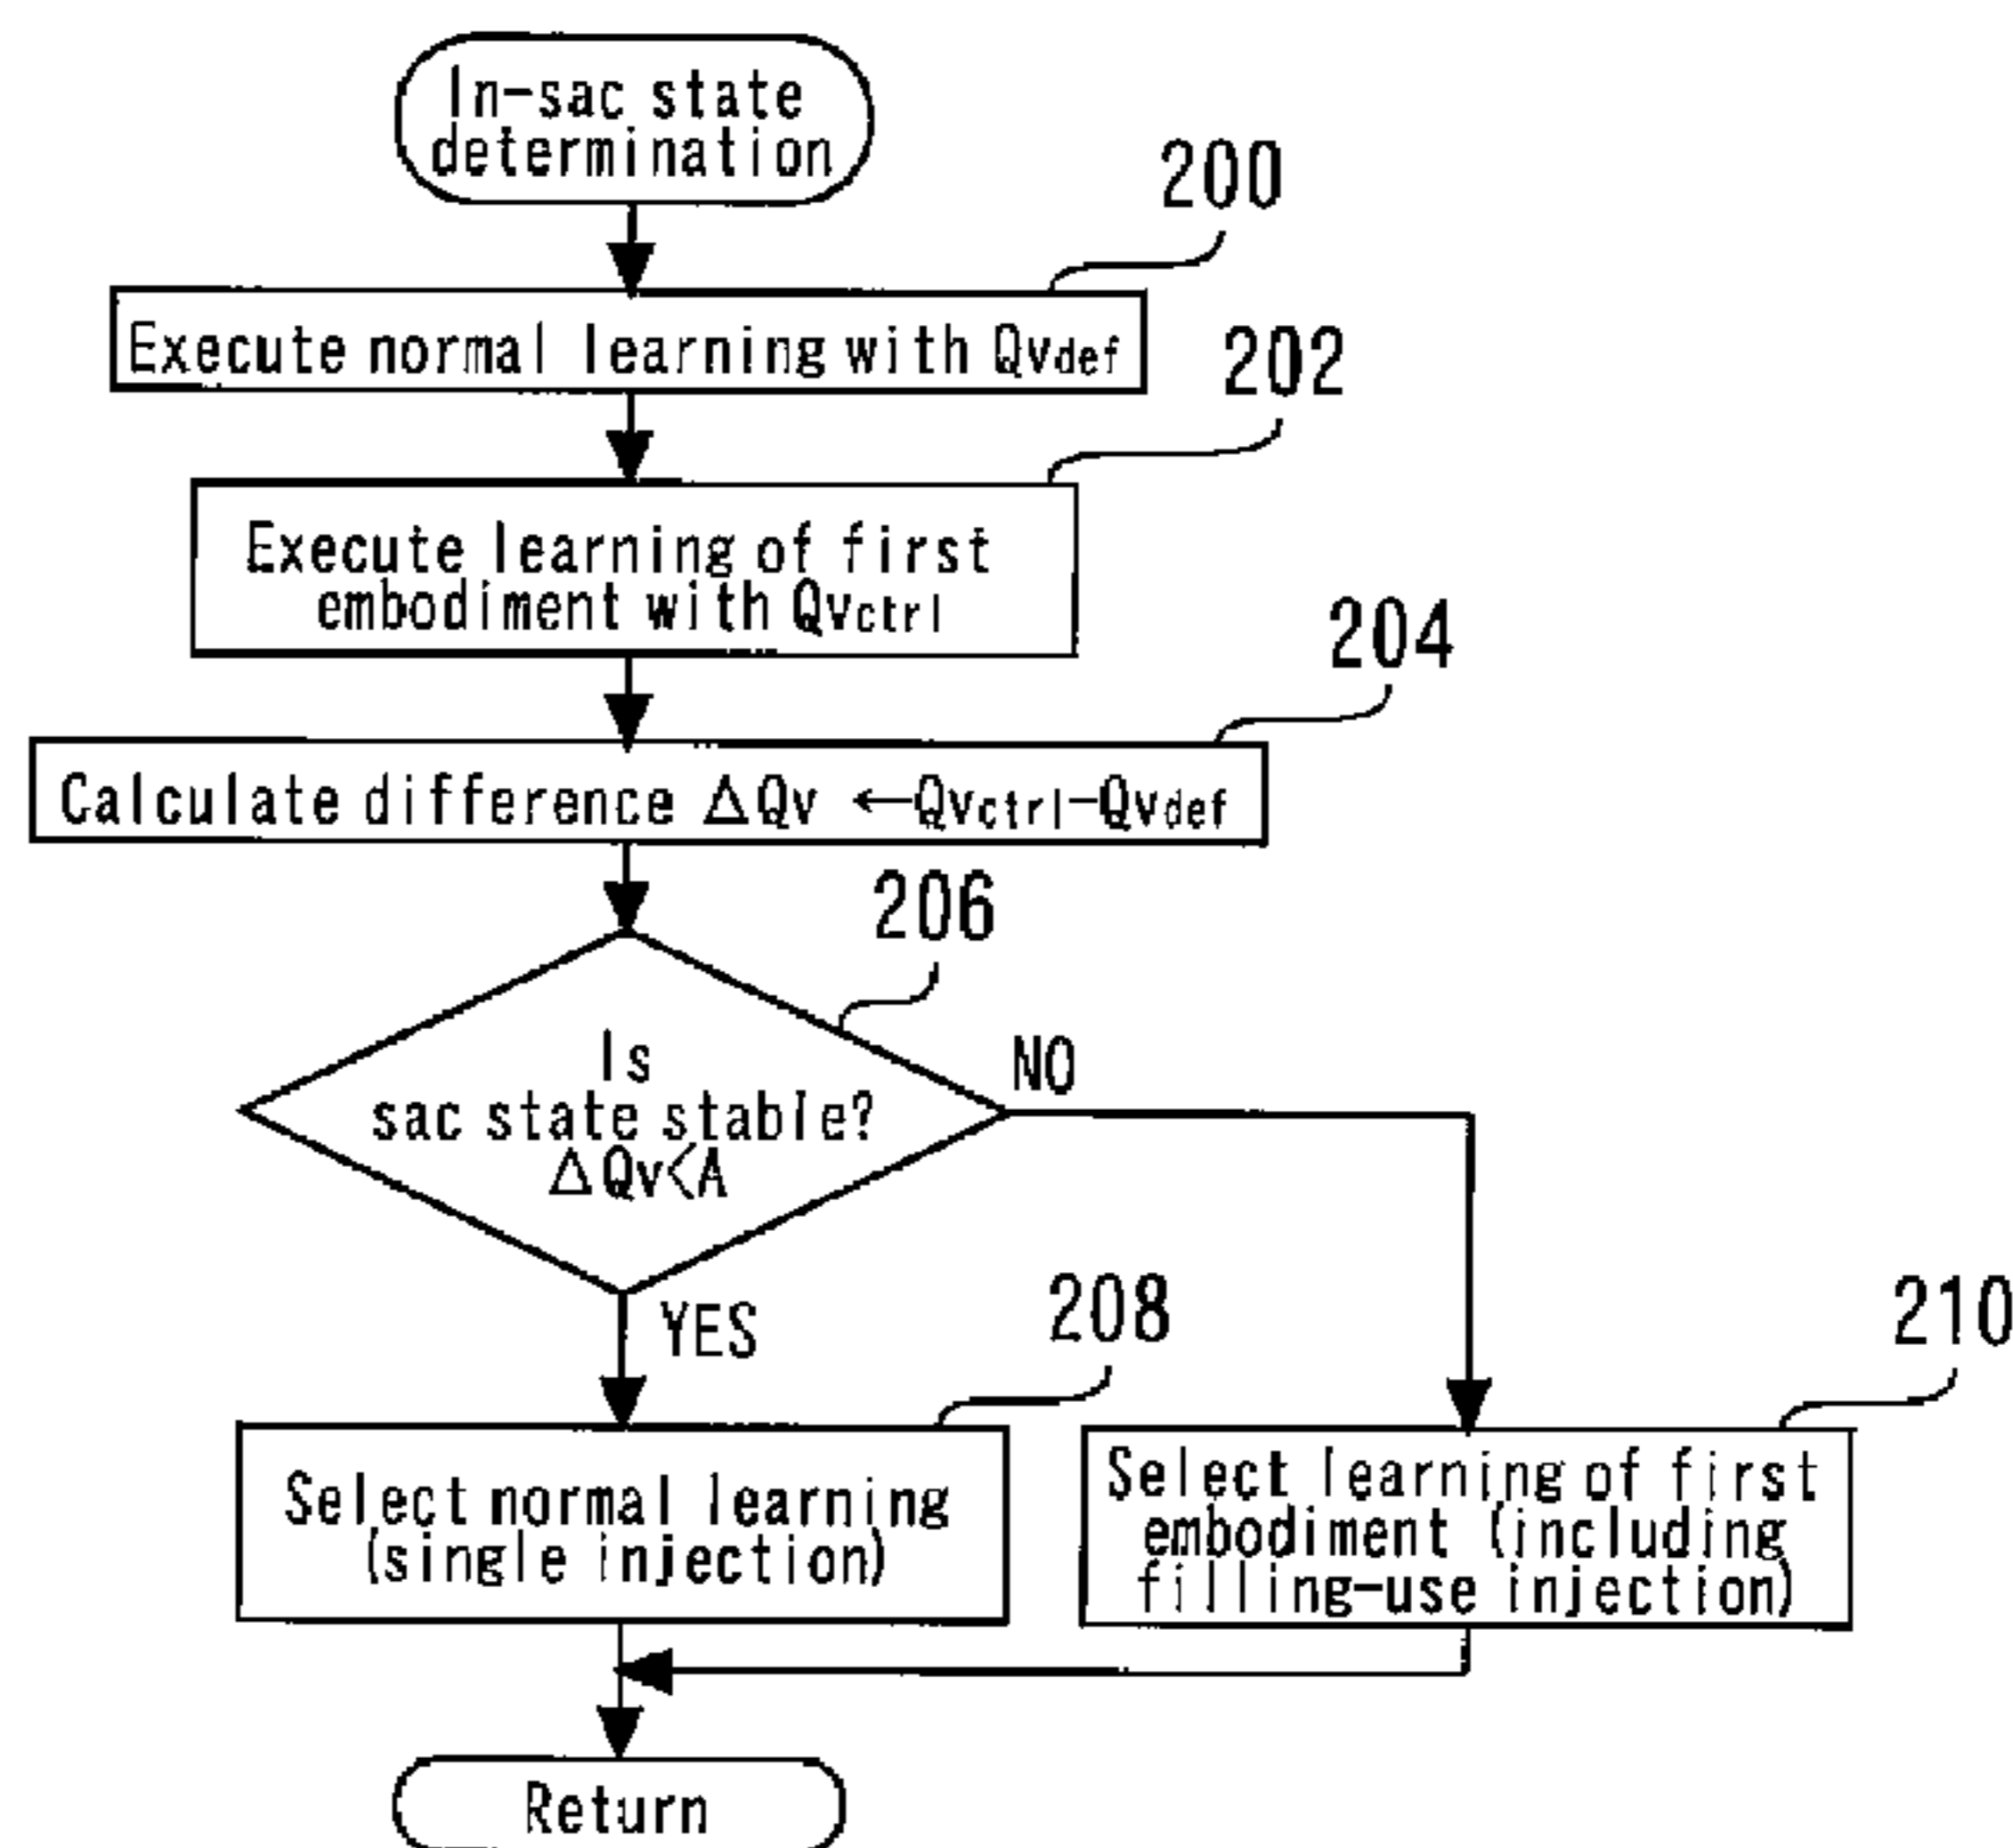 In-sac state
determination
200
Execute normal learning with Qvdef
202
Execute learning of first
embodiment with Qvctrl
204
Calculate difference ΔQv ←Qvctrl-Qvdef
206
Is
sac state stable?
ΔQv<A
NO
YES
208
Select normal learning
(single injection)
210
Select learning of first
embodiment (including
filling-use injection)
Return